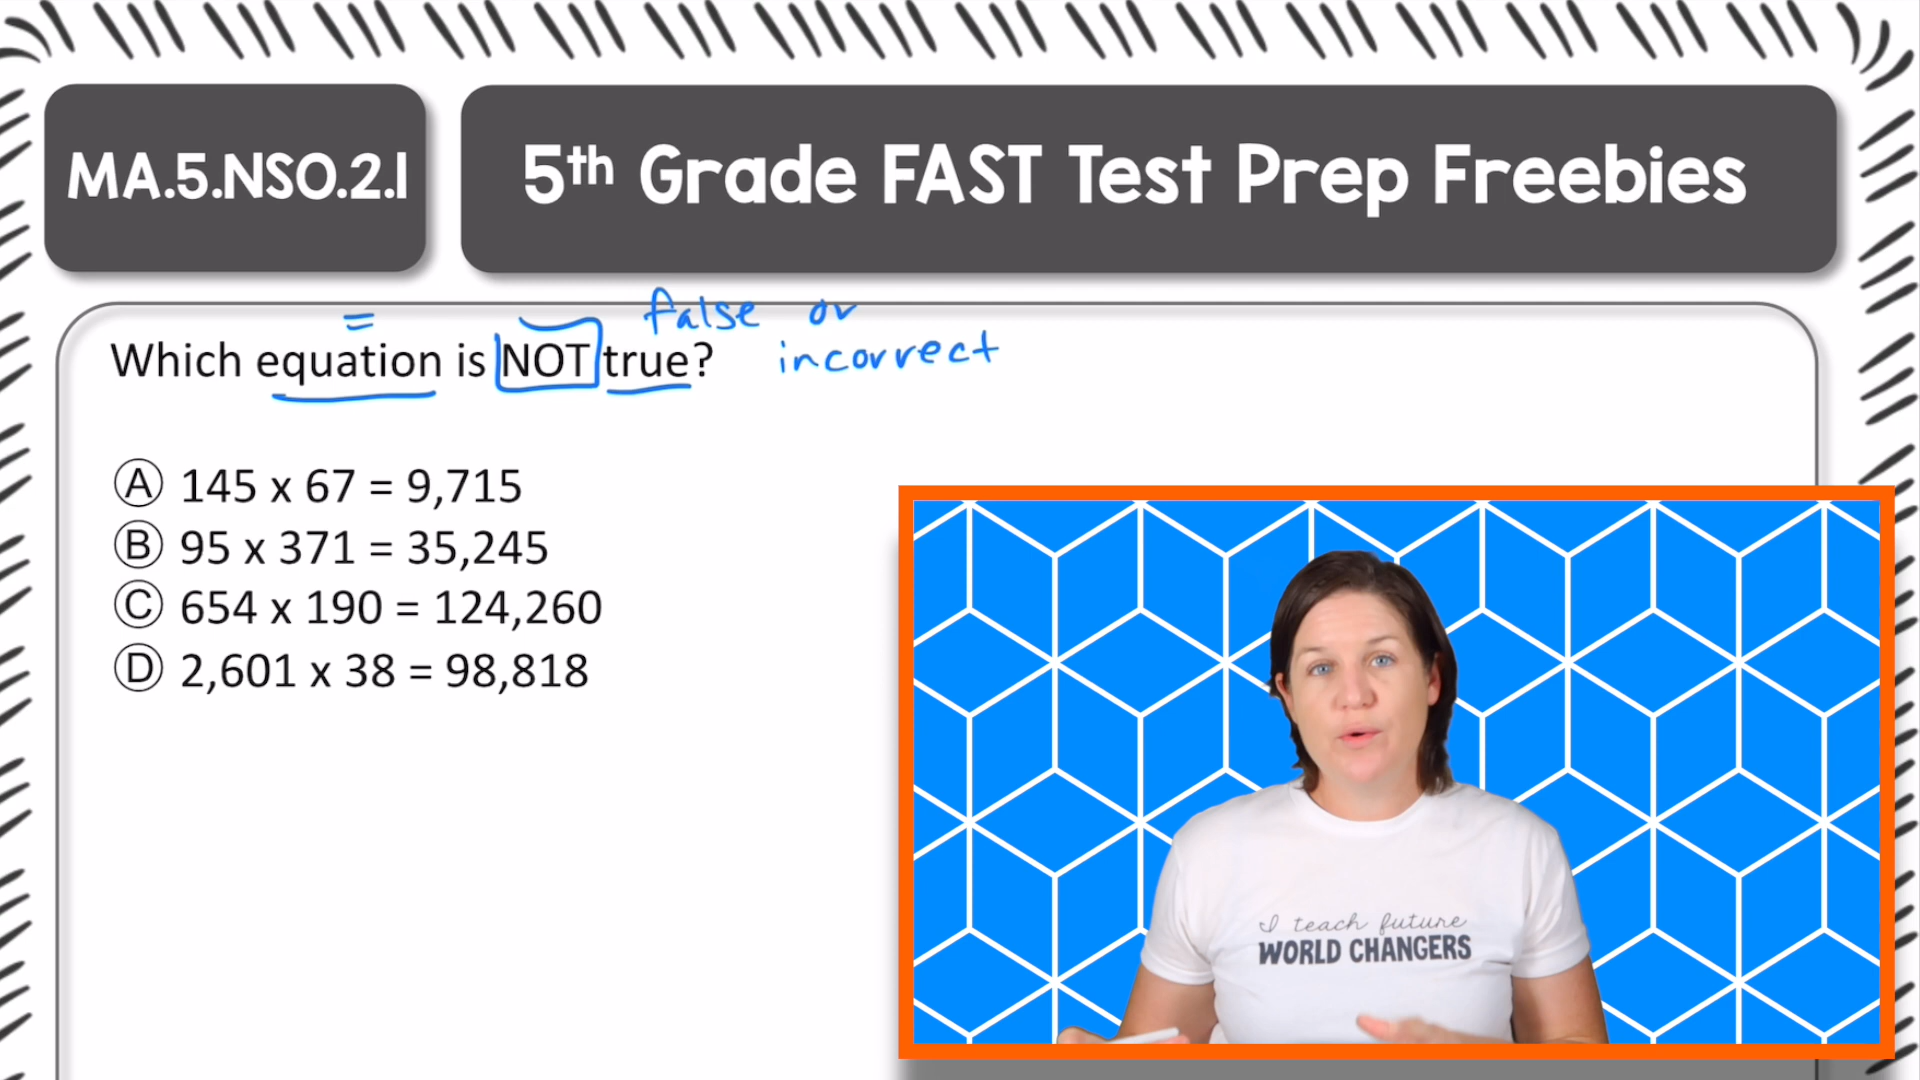 MA.5.NSO.2.1
5th Grade FAST Test Prep Freebies
= false or
Which equation is NOT true? incorrect
Ⓐ 145 x 67 = 9,715
Ⓑ 95 x 371 = 35,245
Ⓒ 654 x 190 = 124,260
Ⓓ 2,601 x 38 = 98,818
I teach future
WORLD CHANGERS